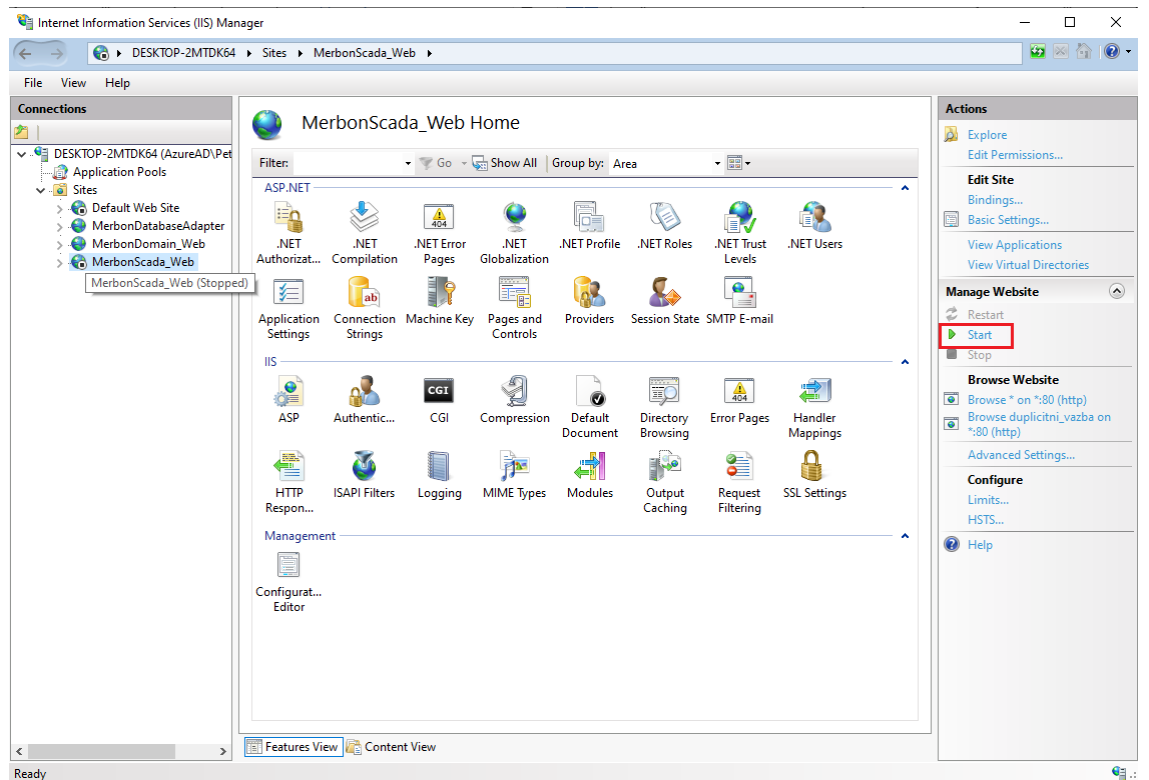 Internet Information Services (IIS) Manager
DESKTOP-2MTDK64 Sites MerbonScada_Web
File View Help
Connections
DESKTOP-2MTDK64 (AzureAD\Pet
Application Pools
Sites
Default Web Site
MerbonDatabaseAdapter
MerbonDomain_Web
MerbonScada_Web
MerbonScada_Web (Stopped)
MerbonScada_Web Home
Filter: Go Show All Group by: Area
ASP.NET
.NET Authorizat...
.NET Compilation
.NET Error Pages
.NET Globalization
.NET Profile
.NET Roles
.NET Trust Levels
.NET Users
Application Settings
Connection Strings
Machine Key
Pages and Controls
Providers
Session State
SMTP E-mail
IIS
ASP
Authentic...
CGI
Compression
Default Document
Directory Browsing
Error Pages
Handler Mappings
HTTP Respon...
ISAPI Filters
Logging
MIME Types
Modules
Output Caching
Request Filtering
SSL Settings
Management
Configurat... Editor
Features View Content View
Actions
Explore
Edit Permissions...
Edit Site
Bindings...
Basic Settings...
View Applications
View Virtual Directories
Manage Website
Restart
Start
Stop
Browse Website
Browse * on *:80 (http)
Browse duplicitni_vazba on
*:80 (http)
Advanced Settings...
Configure
Limits...
HSTS...
Help
Ready